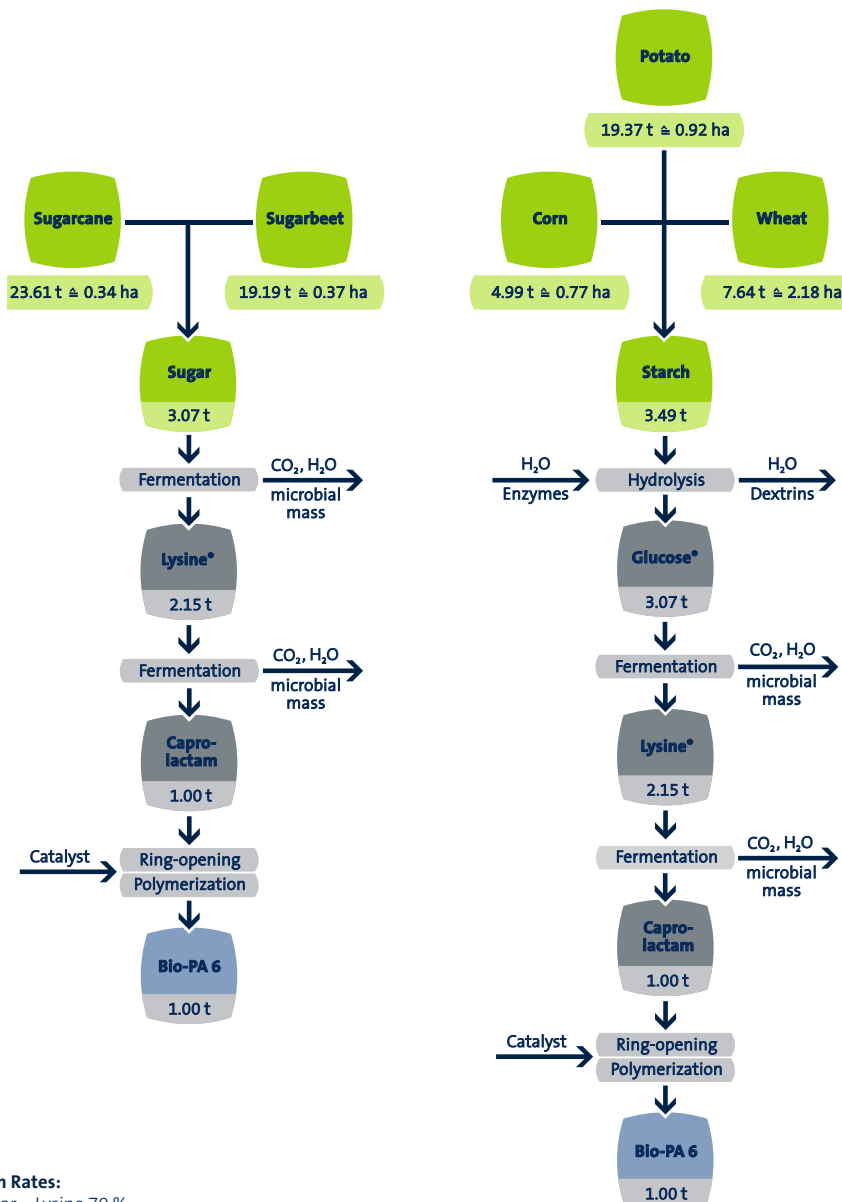 Potato
19.37 t ≙ 0.92 ha
Sugarcane
Sugarbeet
Corn
Wheat
23.61 t ≙ 0.34 ha
19.19 t ≙ 0.37 ha
4.99 t ≙ 0.77 ha
7.64 t ≙ 2.18 ha
Sugar
3.07 t
Fermentation
CO₂, H₂O
microbial
mass
Lysine•
2.15 t
Fermentation
CO₂, H₂O
microbial
mass
Capro-
lactam
1.00 t
Catalyst
Ring-opening
Polymerization
Bio-PA 6
1.00 t
Starch
3.49 t
H₂O
Enzymes
Hydrolysis
H₂O
Dextrins
Glucose•
3.07 t
Fermentation
CO₂, H₂O
microbial
mass
Lysine•
2.15 t
Fermentation
CO₂, H₂O
microbial
mass
Capro-
lactam
1.00 t
Catalyst
Ring-opening
Polymerization
Bio-PA 6
1.00 t
Rates:
Lysine 70 %